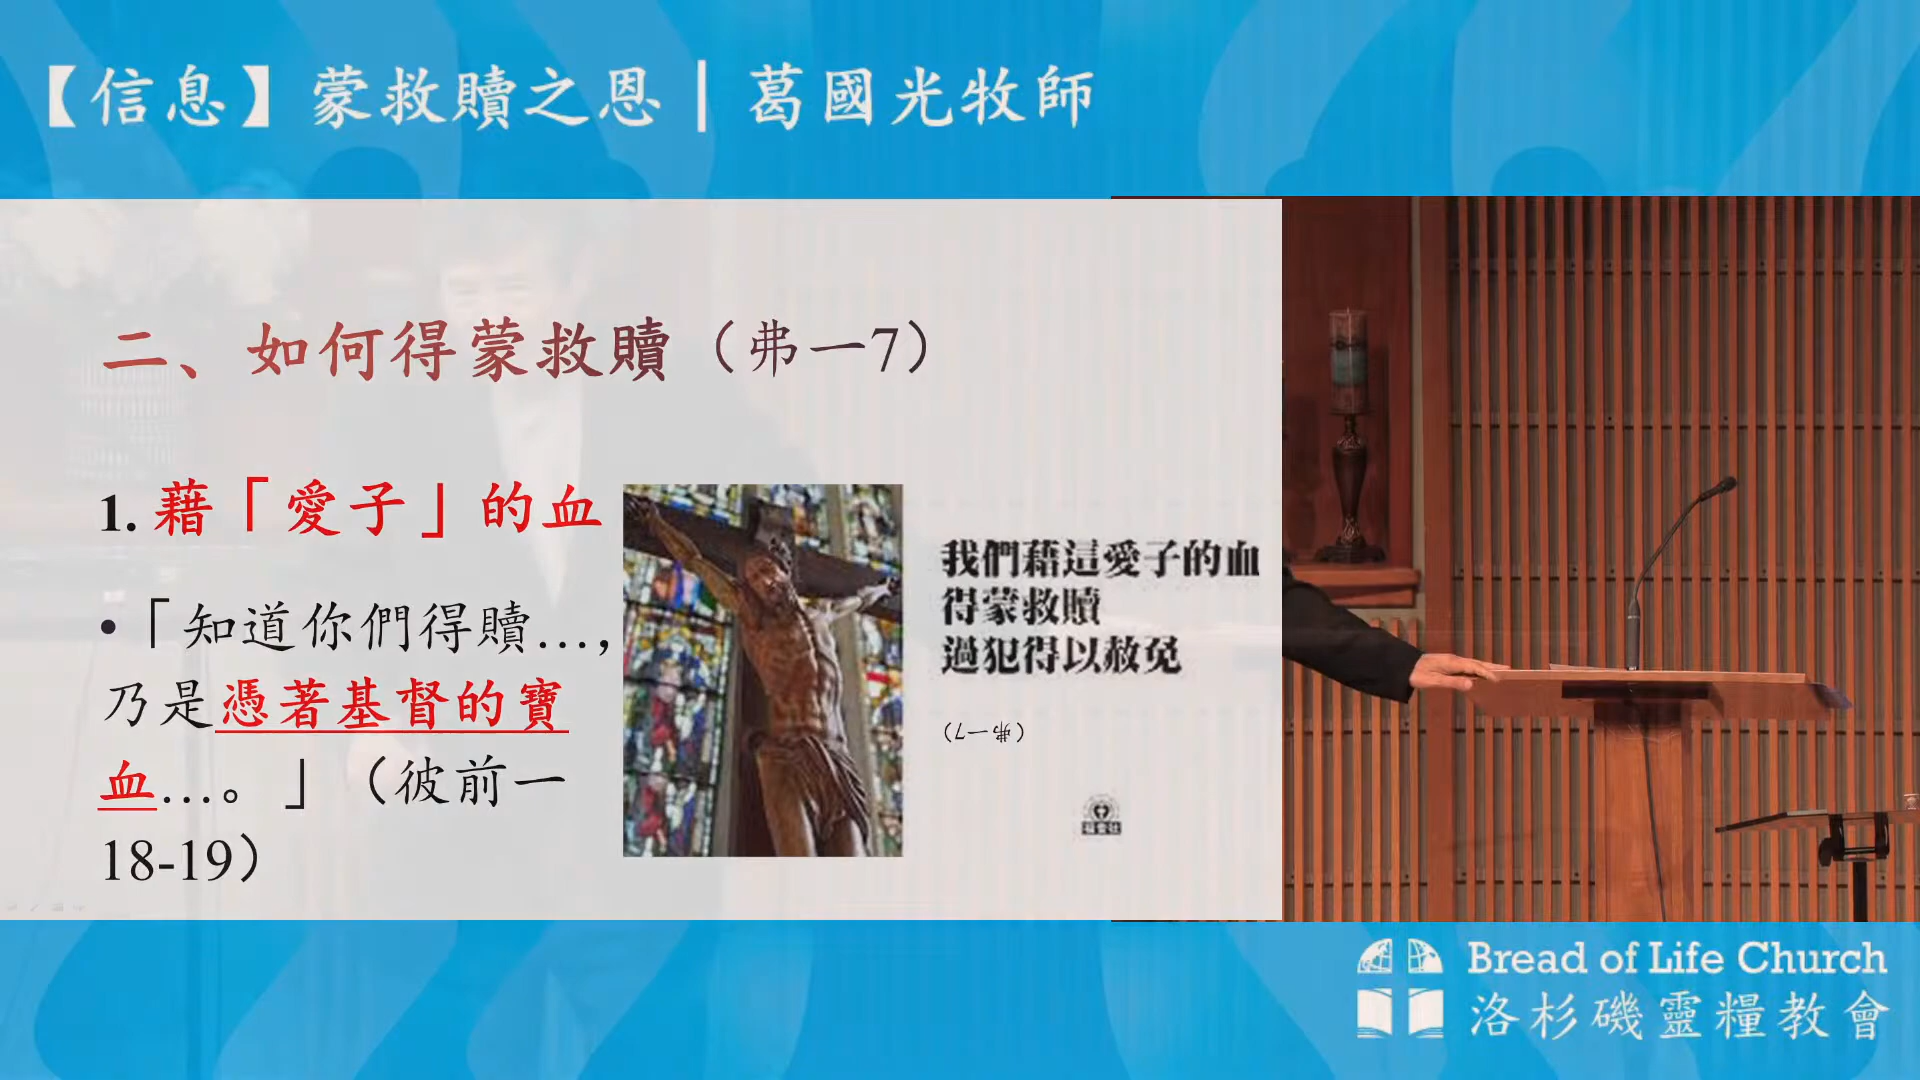 【信息】蒙救贖之恩｜葛國光牧師
二、如何得蒙救贖（弗一7）
1. 藉「愛子」的血
•「知道你們得贖…，
乃是憑著基督的寶
血…。」（彼前一
18-19）
我們藉這愛子的血
得蒙救贖
過犯得以赦免
（弗一7）
Bread of Life Church
洛杉磯靈糧教會